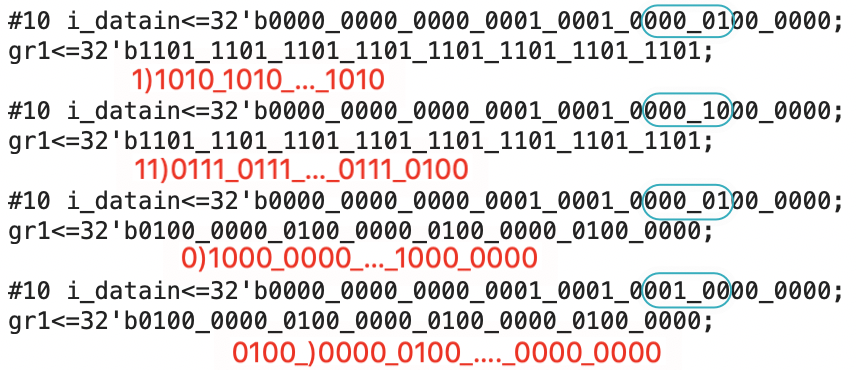 #10 i_datain<=32'b0000_0000_0000_0001_0001_0000_0100_0000;
gr1<=32'b1101_1101_1101_1101_1101_1101_1101_1101;
1)1010_1010_..._1010
#10 i_datain<=32'b0000_0000_0000_0001_0001_0000_1000_0000;
gr1<=32'b1101_1101_1101_1101_1101_1101_1101_1101;
11)0111_0111_..._0111_0100
#10 i_datain<=32'b0000_0000_0000_0001_0001_0000_0100_0000;
gr1<=32'b0100_0000_0100_0000_0100_0000_0100_0000;
0)1000_0000_..._1000_0000
#10 i_datain<=32'b0000_0000_0000_0001_0001_0001_0000_0000;
gr1<=32'b0100_0000_0100_0000_0100_0000_0100_0000;
0100_)0000_0100_...._0000_0000